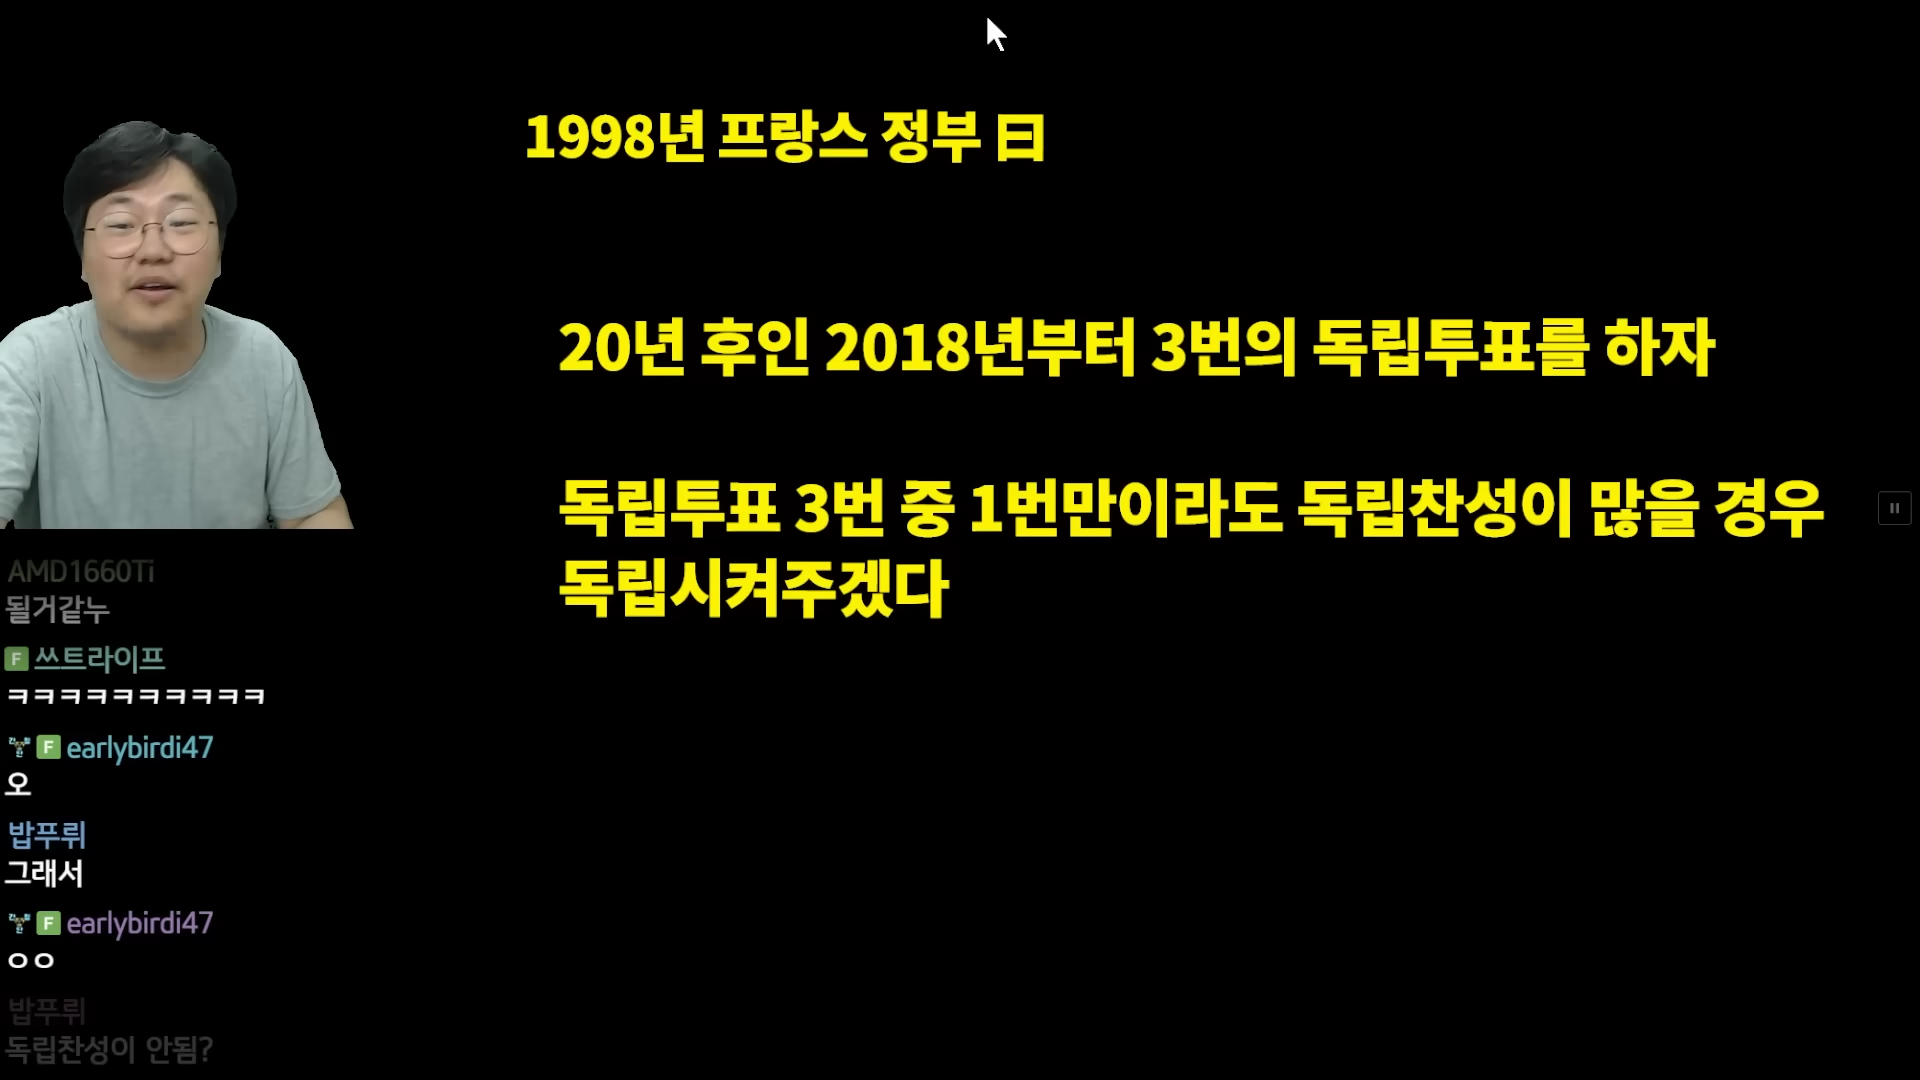 1998년 프랑스 정부 曰
20년 후인 2018년부터 3번의 독립투표를 하자
독립투표 3번 중 1번만이라도 독립찬성이 많을 경우
독립시켜주겠다
AMD1660Ti
될거같누
F 쓰트라이프
ㅋㅋㅋㅋㅋㅋㅋㅋㅋㅋ
F earlybirdi47
오
밥푸뤼
그래서
F earlybirdi47
ㅇㅇ
밥푸뤼
독립찬성이 안됨?